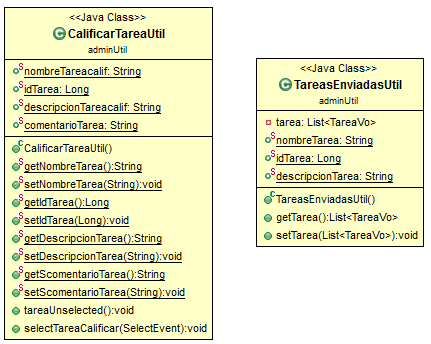 <<Java Class>>
CalificarTareaUtil
adminUtil
nombreTareacalif: String
idTarea: Long
descripcionTareacalif: String
comentarioTarea: String
CalificarTareaUtil()
getNombreTarea():String
setNombreTarea(String):void
getIdTarea():Long
setIdTarea(Long):void
getDescripcionTarea():String
setDescripcionTarea(String):void
getScomentarioTarea():String
setScomentarioTarea(String):void
tareaUnselected():void
selectTareaCalificar(SelectEvent):void
<<Java Class>>
TareasEnviadasUtil
adminUtil
tarea: List<TareaVo>
nombreTarea: String
idTarea: Long
descripcionTarea: String
TareasEnviadasUtil()
getTarea():List<TareaVo>
setTarea(List<TareaVo>):void